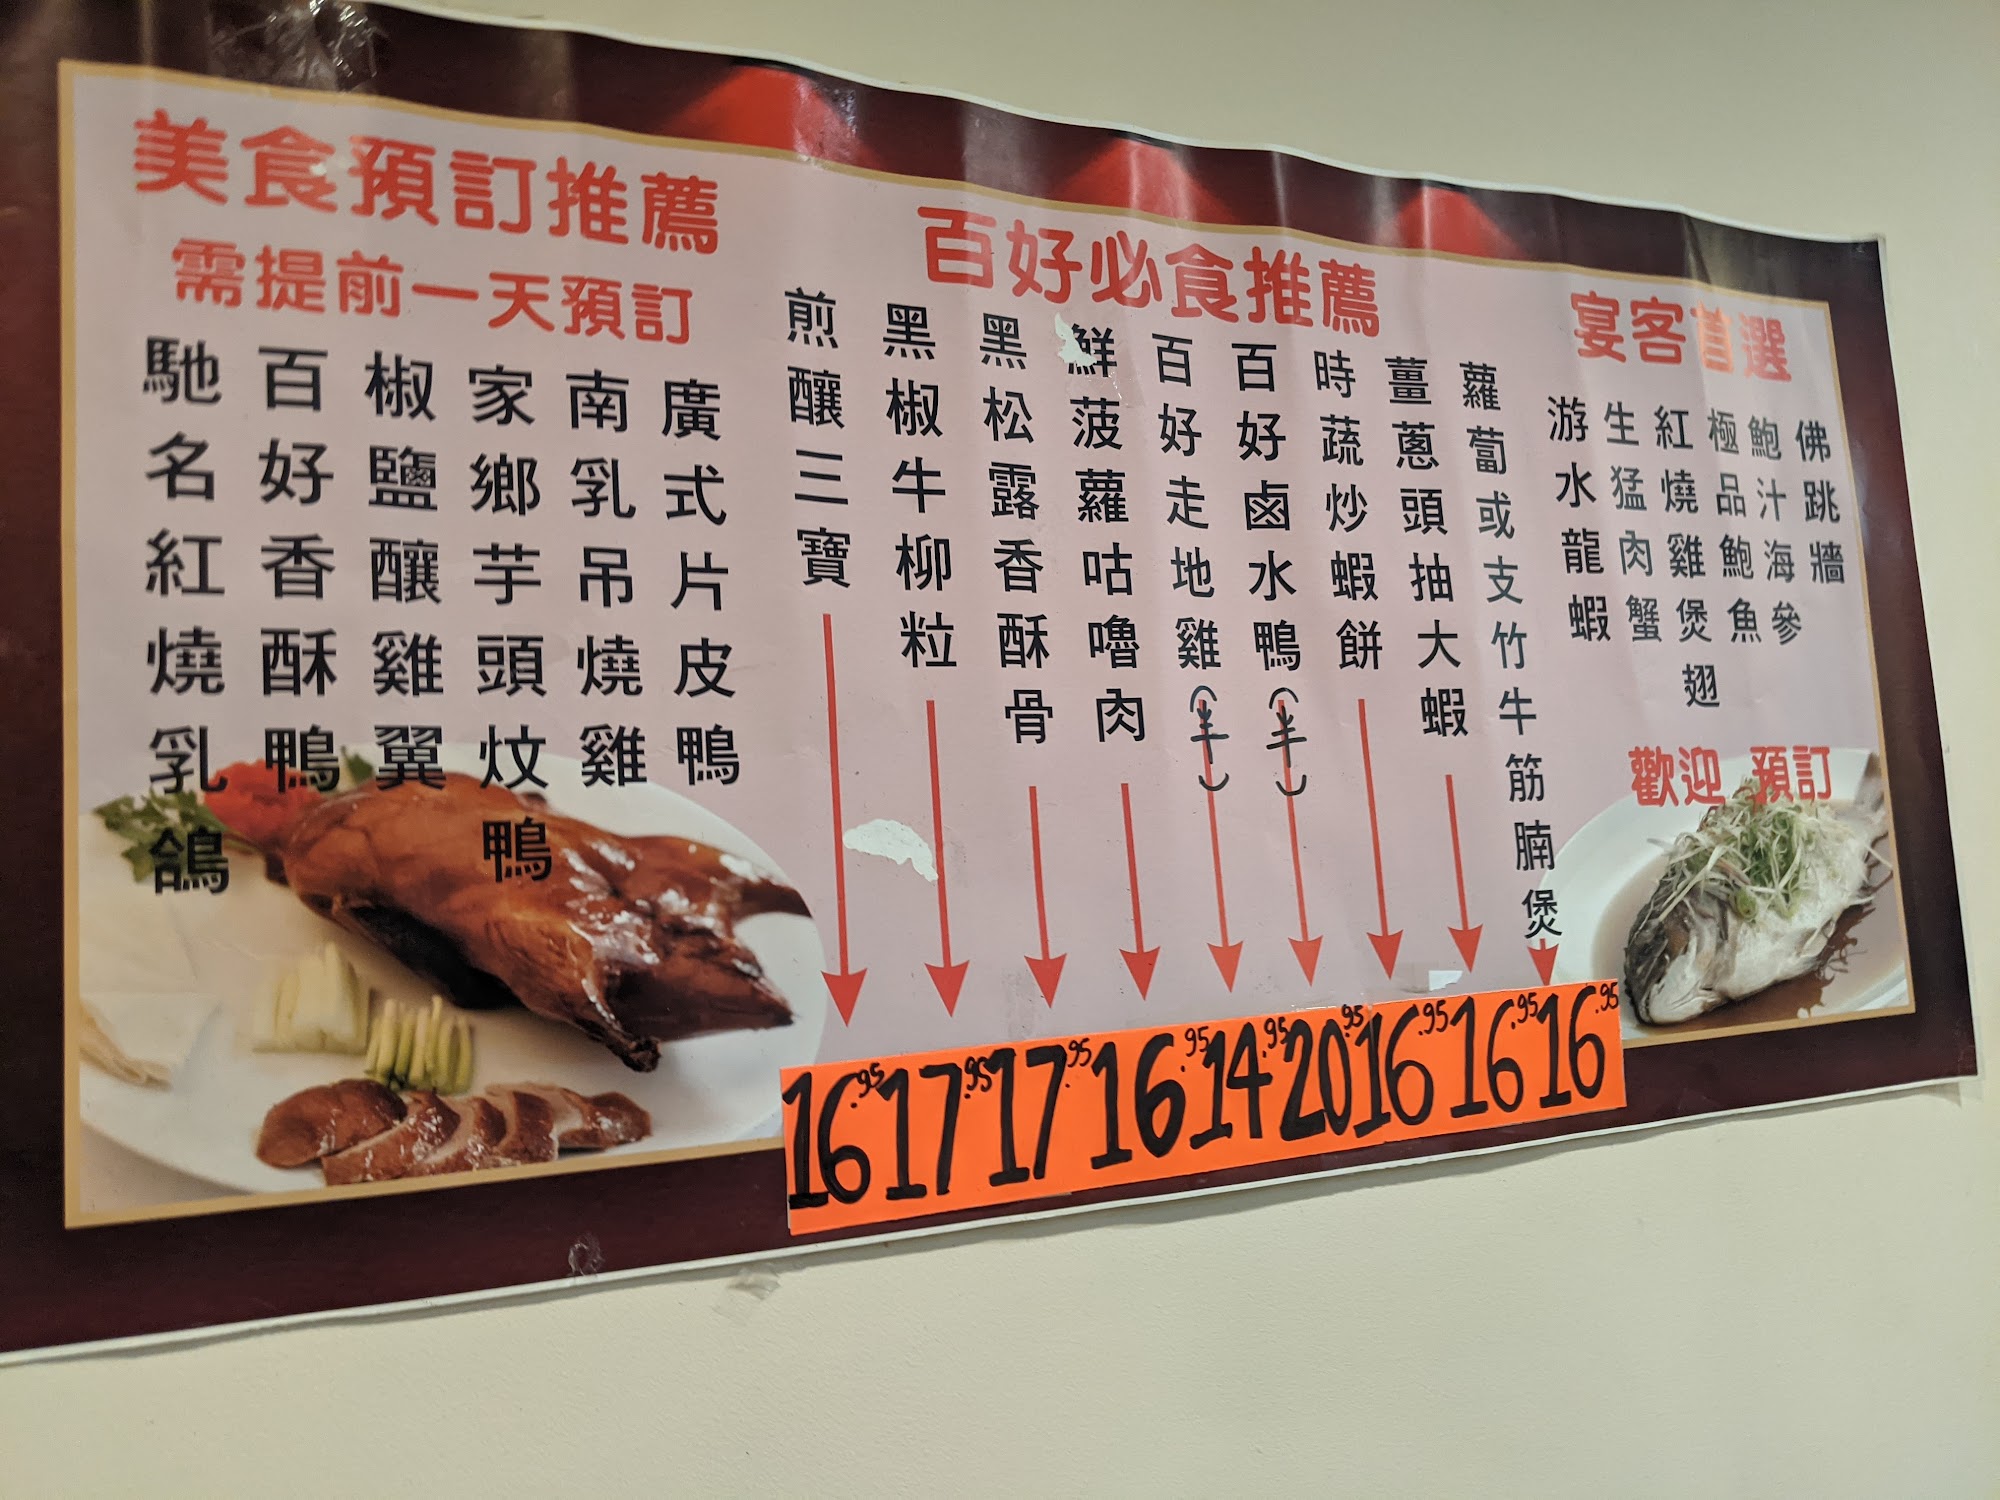 美食預訂推薦
需提前一天預訂
馳名紅燒乳鴿
百好香酥鴨
椒鹽釀雞翼
家鄉芋頭炆鴨
南乳吊燒雞
廣式片皮鴨
百好必食推薦
煎釀三寶
黑椒牛柳粒
黑松露香酥骨
鮮菠蘿咕嚕肉
百好走地雞(半)
百好鹵水鴨(半)
時蔬炒蝦餅
薑蔥頭抽大蝦
蘿蔔或支竹牛筋腩煲
16.95 17.95 17.95 16.95 14.95 20.95 16.95 16.95 16.95
宴客首選
游水龍蝦
生猛肉蟹
紅燒雞煲翅
極品鮑魚
鮑汁海參
佛跳牆
歡迎 預訂